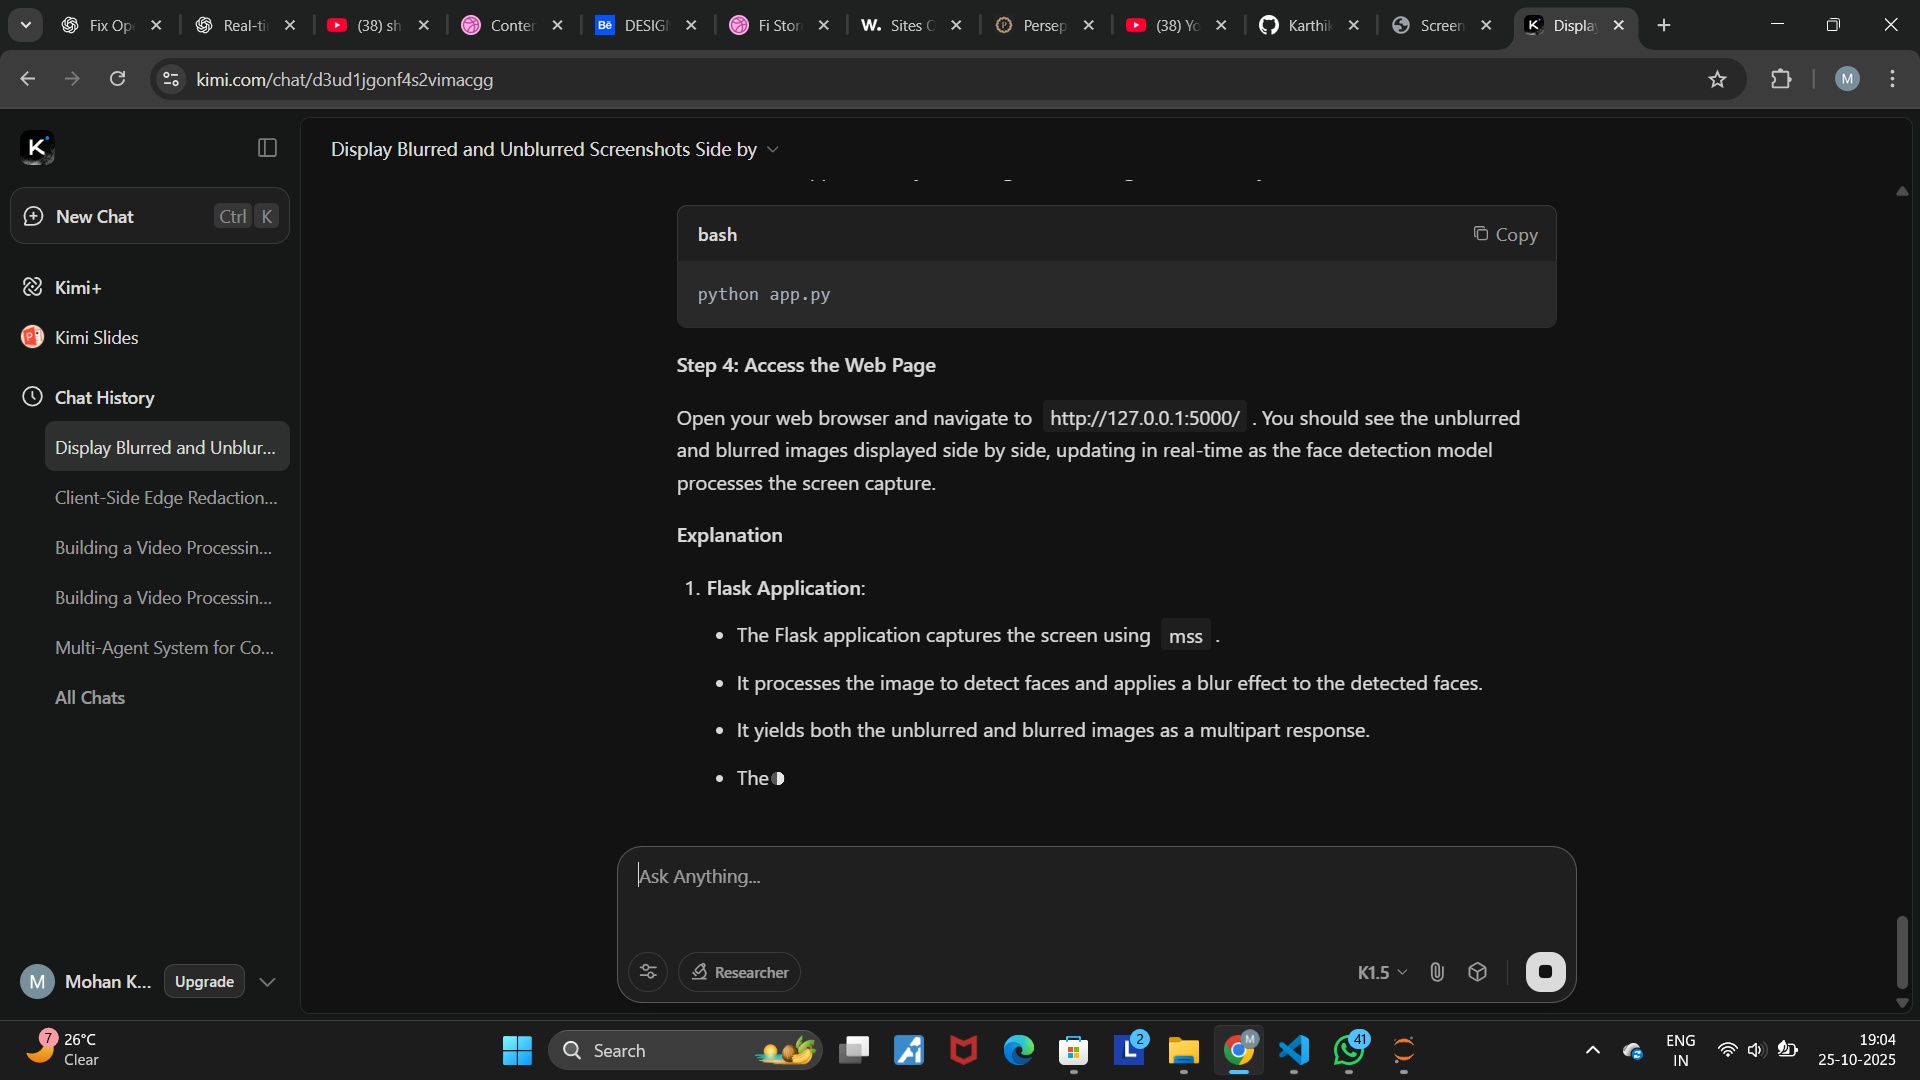 Fix Op
Real-ti
(38) sh
Conter
Bē
DESIG
Fi Stor
W.
Sites
Persep
(38) Yo
Karthik
Screen
Displa
kimi.com/chat/d3ud1jgonf4s2vimacgg
M
K
New Chat
Ctrl K
Kimi+
Kimi Slides
Chat History
Display Blurred and Unblur...
Client-Side Edge Redaction...
Building a Video Processin...
Building a Video Processin...
Multi-Agent System for Co...
All Chats
M
Mohan K...
Upgrade
Display Blurred and Unblurred Screenshots Side by
bash
Copy
python app.py
Step 4: Access the Web Page
Open your web browser and navigate to http://127.0.0.1:5000/ . You should see the unblurred
and blurred images displayed side by side, updating in real-time as the face detection model
processes the screen capture.
Explanation
1. Flask Application:
• The Flask application captures the screen using mss .
• It processes the image to detect faces and applies a blur effect to the detected faces.
• It yields both the unblurred and blurred images as a multipart response.
• The
Ask Anything...
Researcher
K1.5
7
26°C
Clear
Search
L
2
M
41
ENG
IN
19:04
25-10-2025